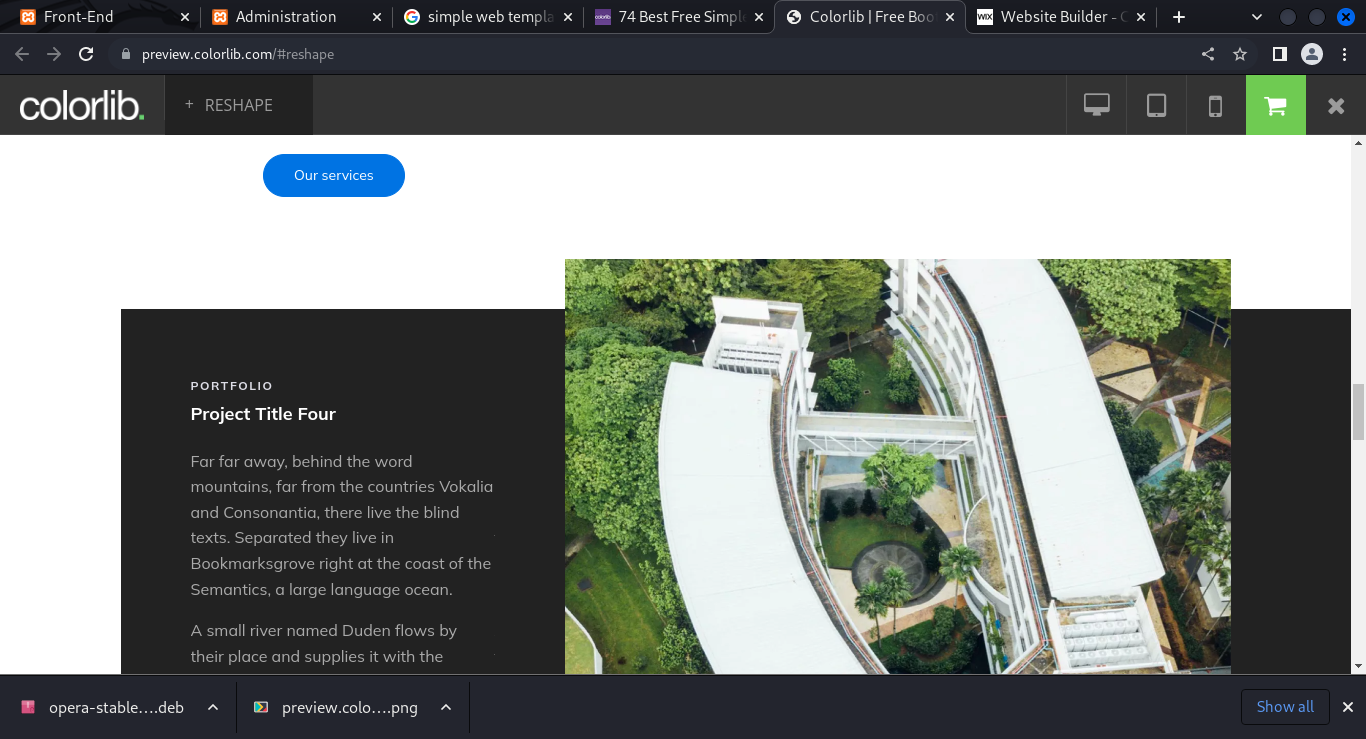 Front-End
Administration
simple web templa
74 Best Free Simple
Colorlib | Free Boo
WIX
Website Builder - C
preview.colorlib.com/#reshape
colorlib.
+ RESHAPE
Our services
PORTFOLIO
Project Title Four
Far far away, behind the word
mountains, far from the countries Vokalia
and Consonantia, there live the blind
texts. Separated they live in
Bookmarksgrove right at the coast of the
Semantics, a large language ocean.
A small river named Duden flows by
their place and supplies it with the
opera-stable….deb
preview.colo….png
Show all